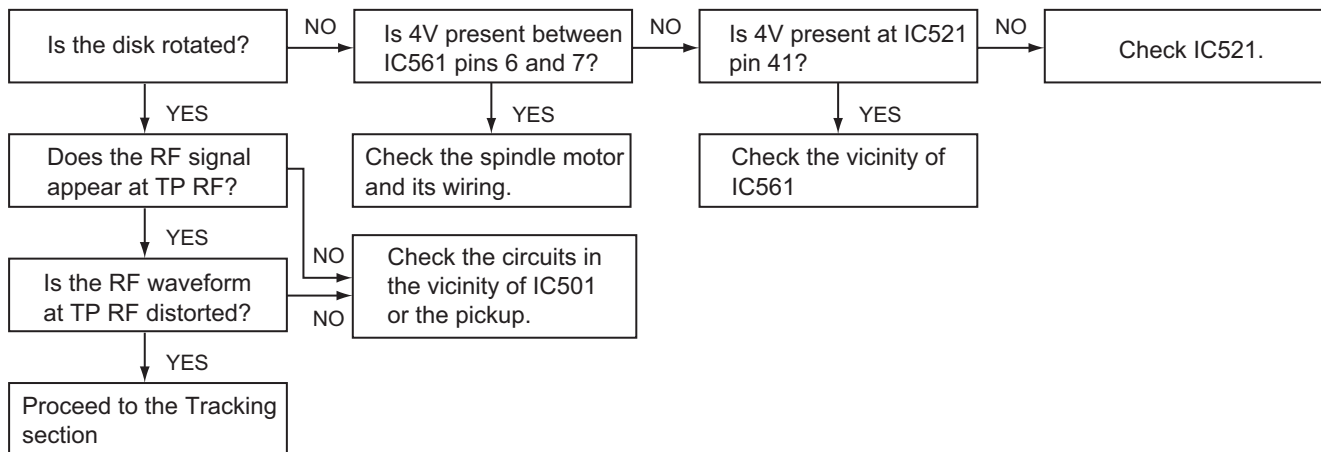 Is the disk rotated?
NO
Is 4V present between
IC561 pins 6 and 7?
NO
Is 4V present at IC521
pin 41?
NO
Check IC521.
YES
YES
YES
Does the RF signal
appear at TP RF?
Check the spindle motor
and its wiring.
Check the vicinity of
IC561
YES
NO
Is the RF waveform
at TP RF distorted?
NO
Check the circuits in
the vicinity of IC501
or the pickup.
YES
Proceed to the Tracking
section